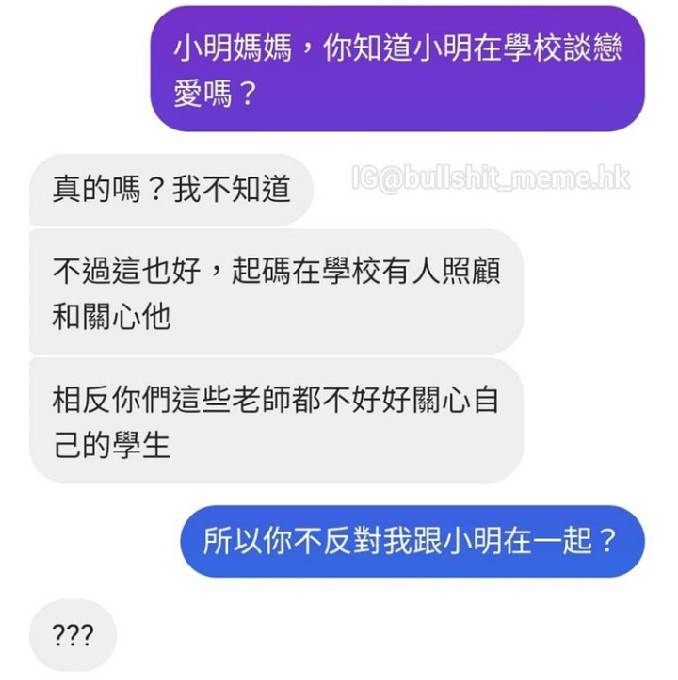 小明媽媽，你知道小明在學校談戀
愛嗎？
真的嗎？我不知道
IG@bullshit_meme.hk
不過這也好，起碼在學校有人照顧
和關心他
相反你們這些老師都不好好關心自
己的學生
所以你不反對我跟小明在一起？
???